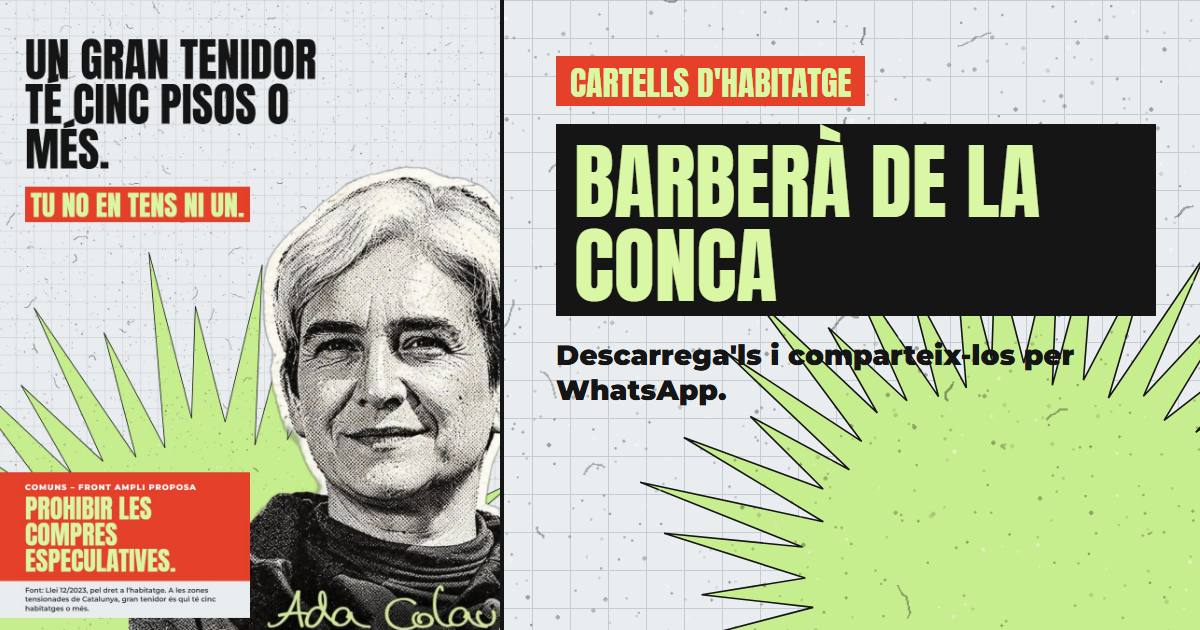 UN GRAN TENIDOR
TÉ CINC PISOS O
MÉS.
TU NO EN TENS NI UN.
COMUNS – FRONT AMPLI PROPOSA
PROHIBIR LES
COMPRES
ESPECULATIVES.
Font: Llei 12/2023, pel dret a l'habitatge. A les zones
tensionades de Catalunya, gran tenidor és qui té cinc
habitatges o més.
Ada Colau
CARTELLS D'HABITATGE
BARBERÀ DE LA
CONCA
Descarrega'ls i comparteix-los per
WhatsApp.